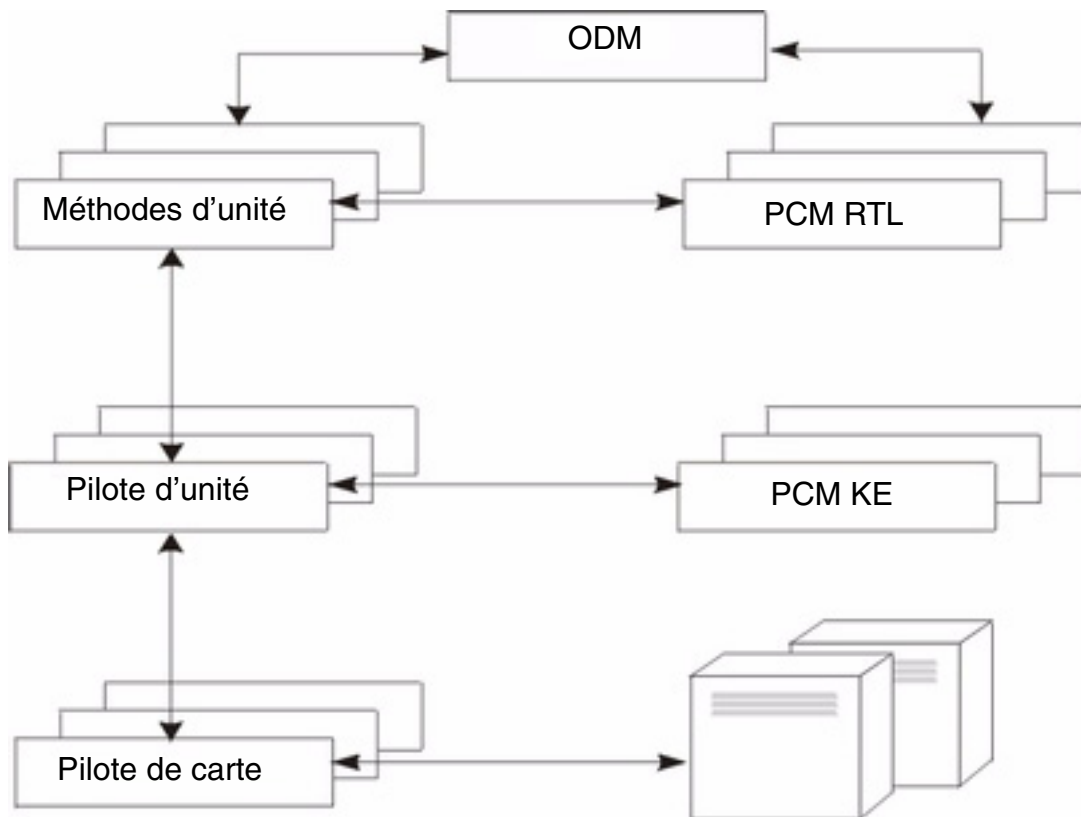 ODM
Méthodes d'unité
PCM RTL
Pilote d'unité
PCM KE
Pilote de carte